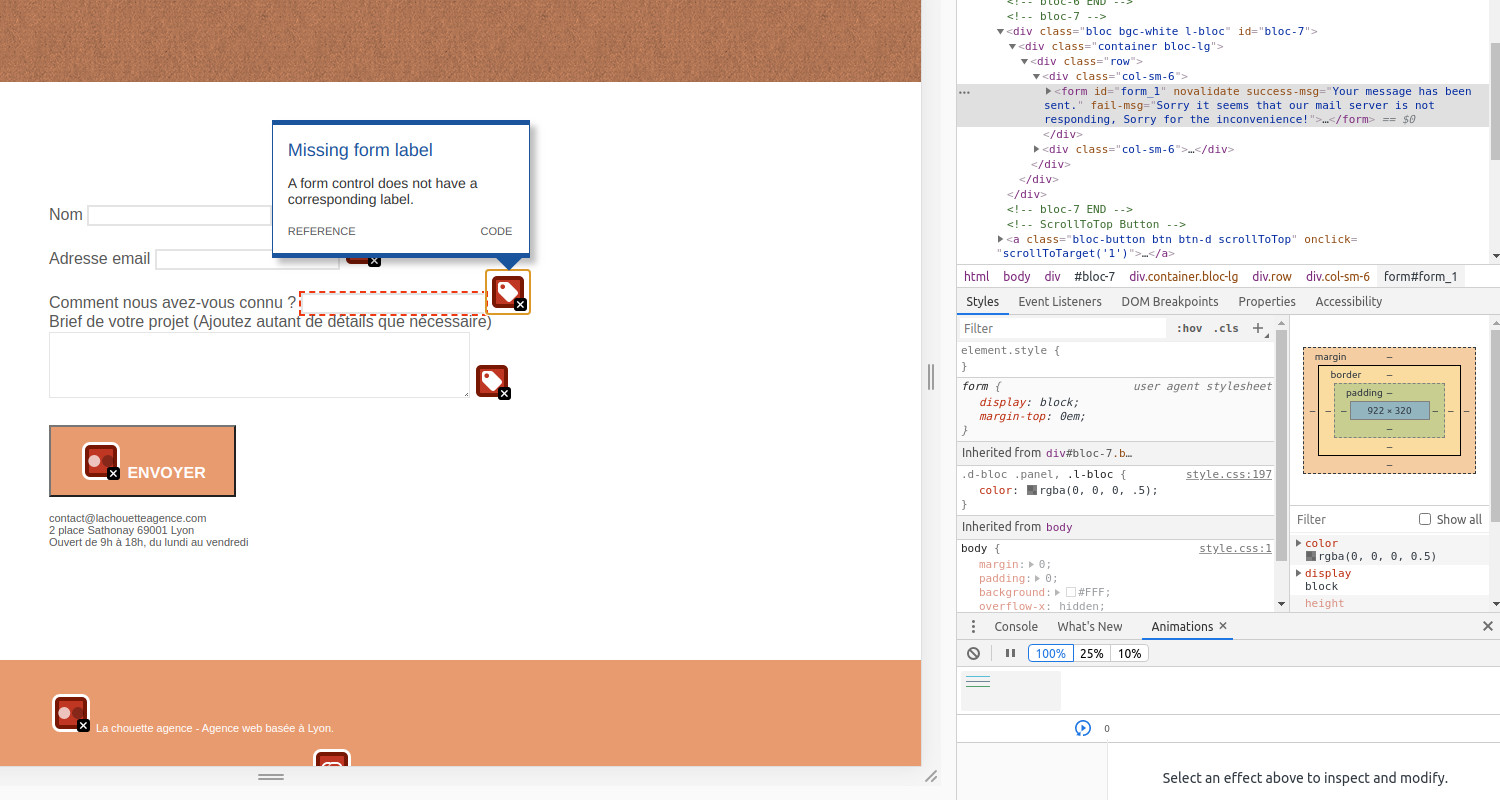 Missing form label
A form control does not have a
corresponding label.
REFERENCE CODE
Nom
Adresse email
Comment nous avez-vous connu ?
Brief de votre projet (Ajoutez autant de détails que nécessaire)
ENVOYER
contact@lachouetteagence.com
2 place Sathonay 69001 Lyon
Ouvert de 9h à 18h, du lundi au vendredi
La chouette agence - Agence web basée à Lyon.
<!-- bloc-6 END -->
<!-- bloc-7 -->
<div class="bloc bgc-white l-bloc" id="bloc-7">
<div class="container bloc-lg">
<div class="row">
<div class="col-sm-6">
<form id="form_1" novalidate success-msg="Your message has been
sent." fail-msg="Sorry it seems that our mail server is not
responding, Sorry for the inconvenience!">…</form> == $0
</div>
<div class="col-sm-6">…</div>
</div>
</div>
</div>
<!-- bloc-7 END -->
<!-- ScrollToTop Button -->
<a class="bloc-button btn btn-d scrollToTop" onclick=
"scrollToTarget('1')">…</a>
html body div #bloc-7 div.container.bloc-lg div.row div.col-sm-6 form#form_1
Styles Event Listeners DOM Breakpoints Properties Accessibility
Filter :hov .cls +
element.style {
}
form { user agent stylesheet
display: block;
margin-top: 0em;
}
Inherited from div#bloc-7.b…
.d-bloc .panel, .l-bloc { style.css:197
color: rgba(0, 0, 0, .5);
}
Inherited from body
body { style.css:1
margin: 0;
padding: 0;
background: #FFF;
overflow-x: hidden;
margin –
border –
padding –
– – – 922 × 320 – – –
–
–
–
Filter Show all
color
rgba(0, 0, 0, 0.5)
display
block
height
Console What's New Animations ×
100% 25% 10%
0
Select an effect above to inspect and modify.